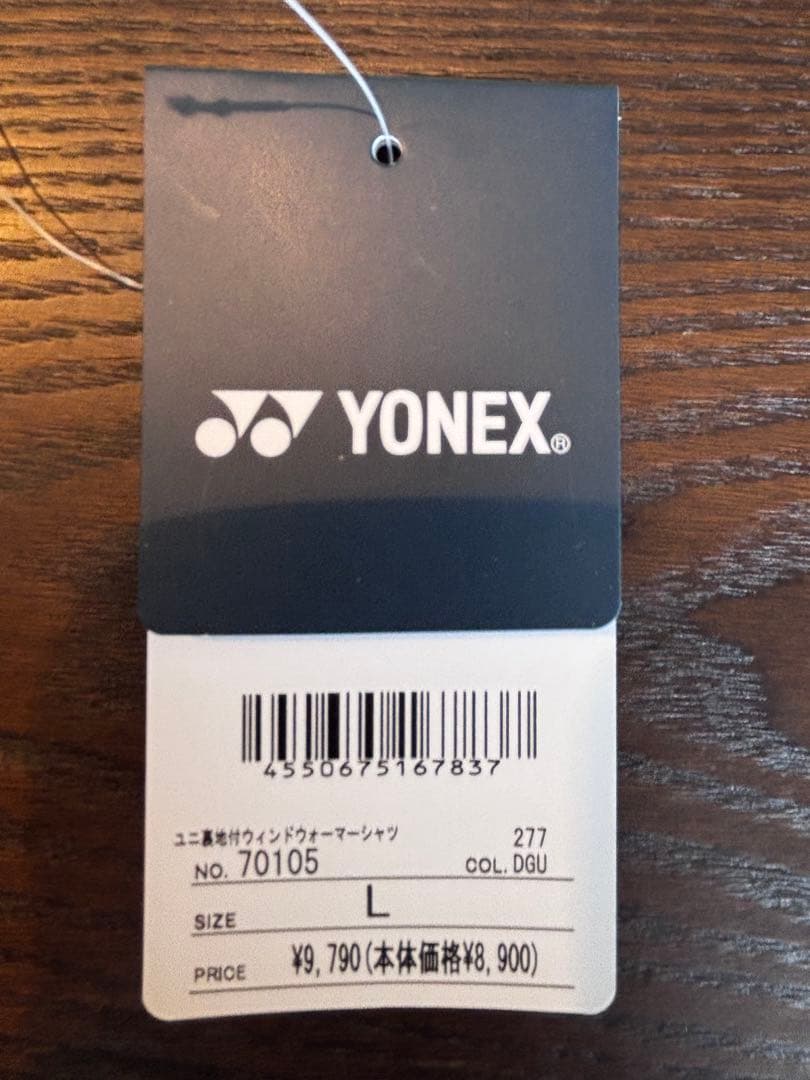 YONEX®
4550675167837
ユニ裏地付ウィンドウォーマーシャツ 277
NO. 70105 COL. DGU
SIZE L
PRICE ¥9,790(本体価格¥8,900)